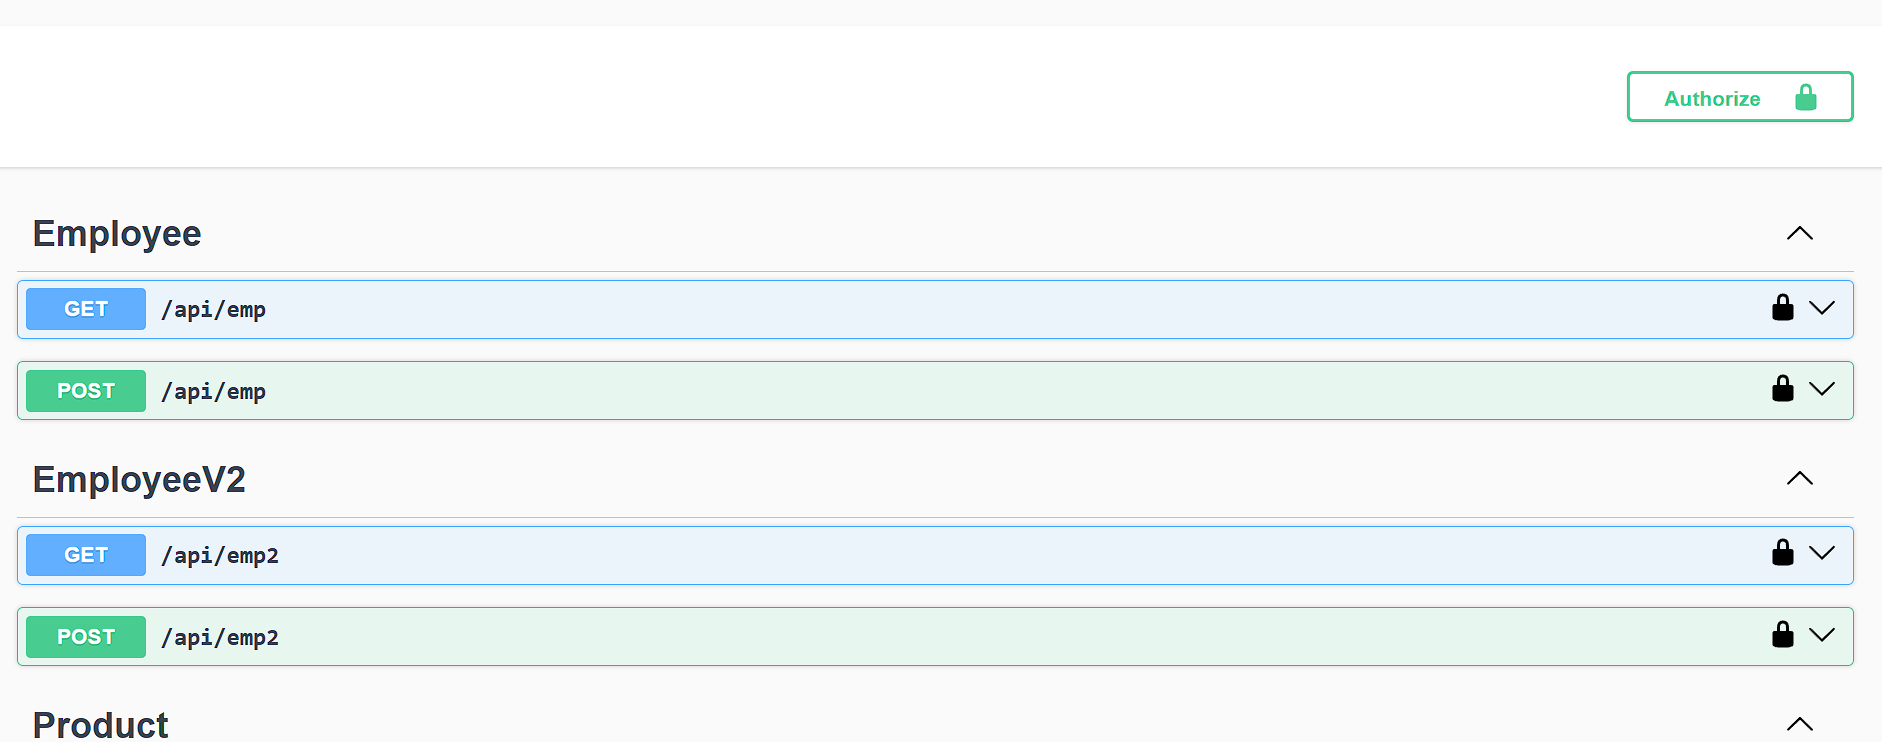 Authorize
Employee
GET /api/emp
POST /api/emp
EmployeeV2
GET /api/emp2
POST /api/emp2
Product